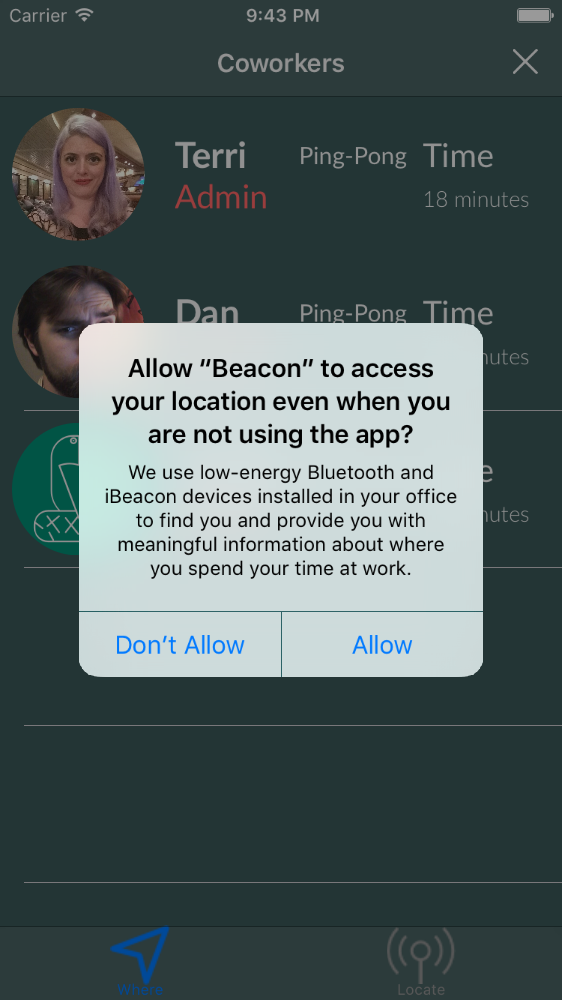 Carrier 9:43 PM
Coworkers
Terri Ping-Pong Time
Admin 18 minutes
Dan Ping-Pong Time
nutes
Allow “Beacon” to access
your location even when you
are not using the app?
We use low-energy Bluetooth and
iBeacon devices installed in your office
to find you and provide you with
meaningful information about where
you spend your time at work.
e
nutes
Don’t Allow Allow
Where Locate